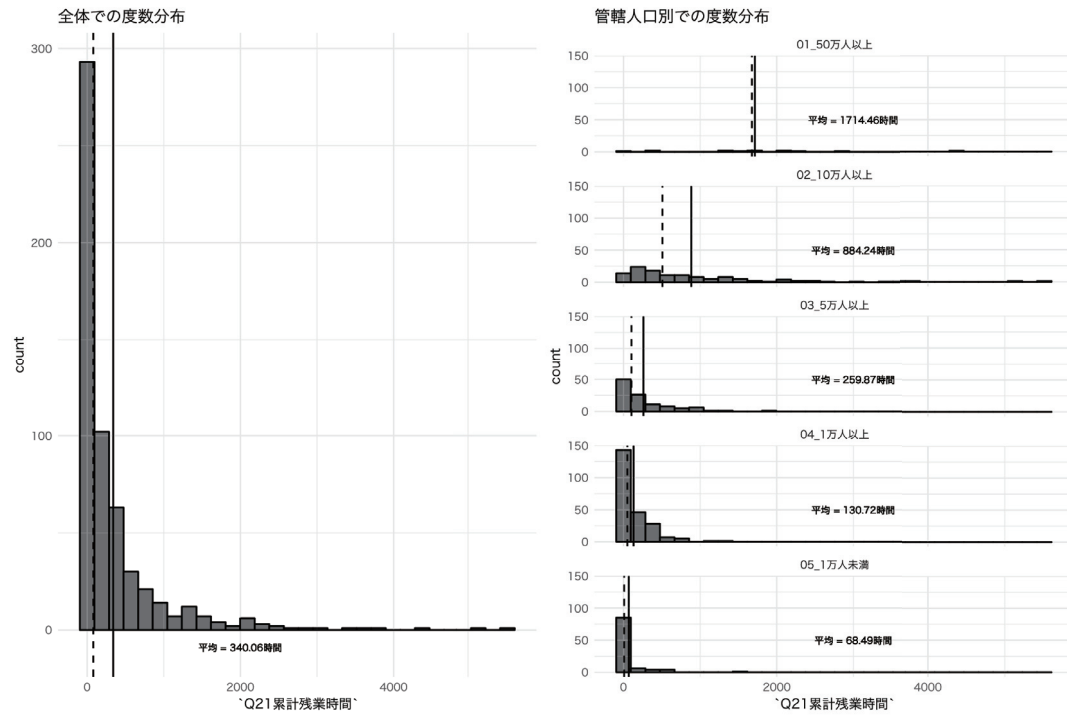 全体での度数分布
count
300
200
100
0
平均 = 340.06時間
0 2000 4000
`Q21累計残業時間`
管轄人口別での度数分布
count
01_50万人以上
150
100
50
0
平均 = 1714.46時間
02_10万人以上
150
100
50
0
平均 = 884.24時間
03_5万人以上
150
100
50
0
平均 = 259.87時間
04_1万人以上
150
100
50
0
平均 = 130.72時間
05_1万人未満
150
100
50
0
平均 = 68.49時間
0 2000 4000
`Q21累計残業時間`